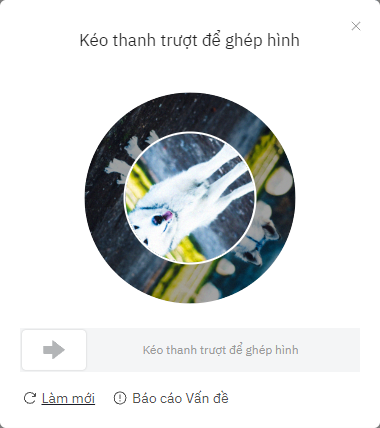 Kéo thanh trượt để ghép hình
Kéo thanh trượt để ghép hình
Làm mới
Báo cáo Vấn đề